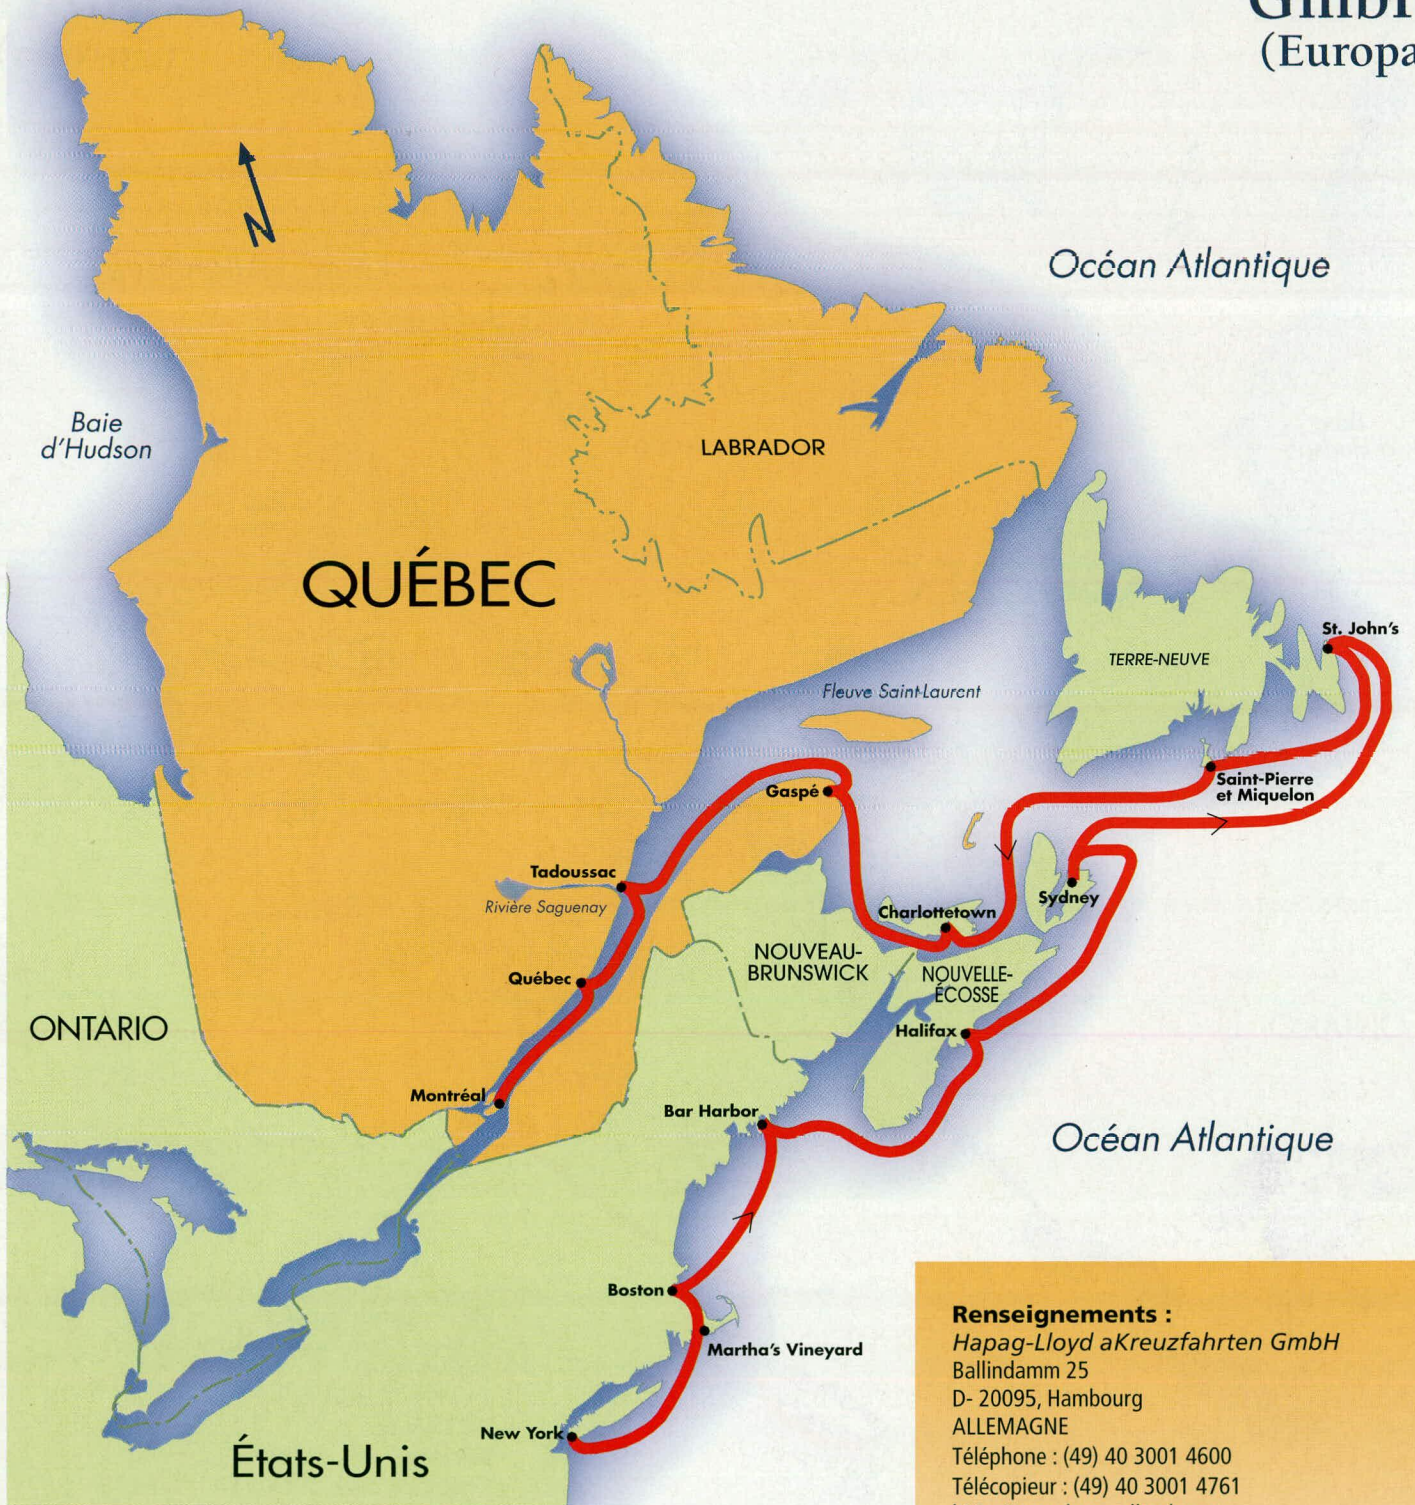 (Europa
N
Océan Atlantique
Baie
d'Hudson
LABRADOR
QUÉBEC
St. John's
TERRE-NEUVE
Fleuve Saint-Laurent
Saint-Pierre
et Miquelon
Gaspé
Tadoussac
Rivière Saguenay
Sydney
Charlottetown
NOUVEAU-
BRUNSWICK
NOUVELLE-
ÉCOSSE
Québec
ONTARIO
Halifax
Montréal
Bar Harbor
Océan Atlantique
Boston
Martha's Vineyard
New York
États-Unis
Renseignements :
Hapag-Lloyd aKreuzfahrten GmbH
Ballindamm 25
D- 20095, Hambourg
ALLEMAGNE
Téléphone : (49) 40 3001 4600
Télécopieur : (49) 40 3001 4761